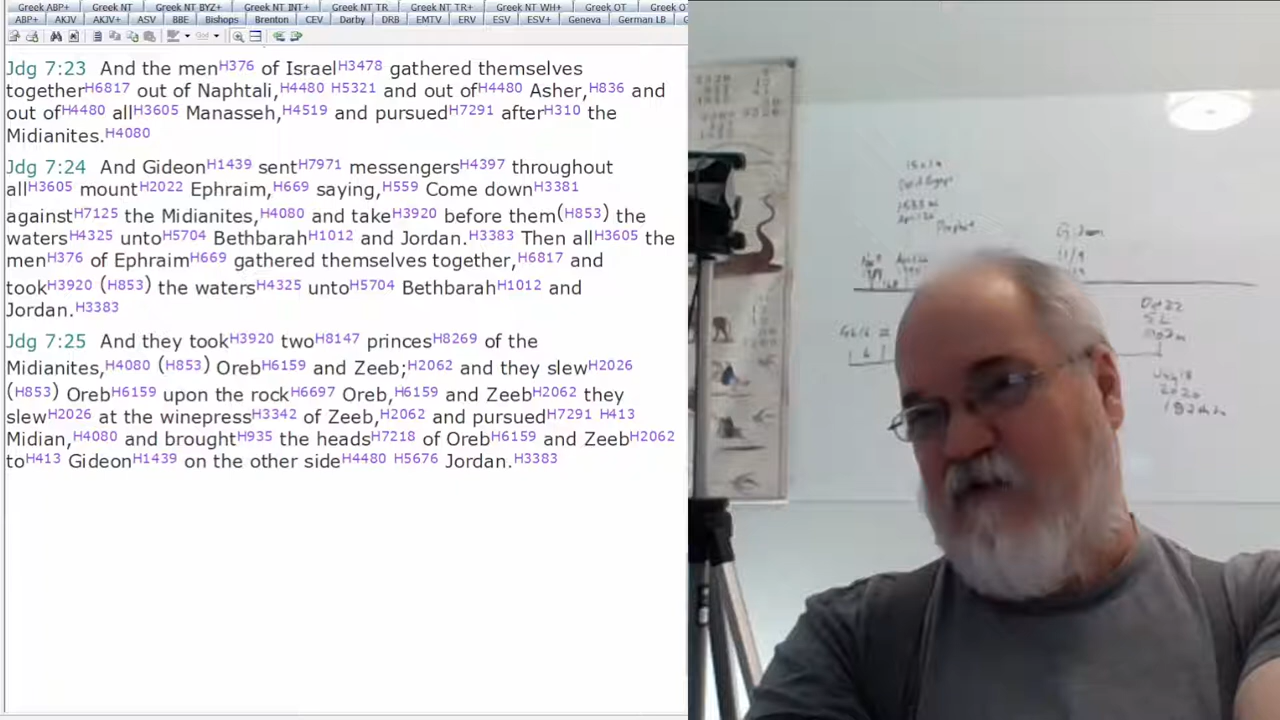 Greek ABP+ Greek NT Greek NT BYZ+ Greek NT INT+ Greek NT TR Greek NT TR+ Greek NT WH+ Greek OT Greek O
ABP+ AKJV AKJV+ ASV BBE Bishops Brenton CEV Darby DRB EMTV ERV ESV ESV+ Geneva German LB G
Jdg 7:23 And the menH376 of IsraelH3478 gathered themselves
togetherH6817 out of Naphtali,H4480 H5321 and out ofH4480 Asher,H836 and
out ofH4480 allH3605 Manasseh,H4519 and pursuedH7291 afterH310 the
Midianites.H4080
Jdg 7:24 And GideonH1439 sentH7971 messengersH4397 throughout
allH3605 mountH2022 Ephraim,H669 saying,H559 Come downH3381
againstH7125 the Midianites,H4080 and takeH3920 before them(H853) the
watersH4325 untoH5704 BethbarahH1012 and Jordan.H3383 Then allH3605 the
menH376 of EphraimH669 gathered themselves together,H6817 and
tookH3920 (H853) the watersH4325 untoH5704 BethbarahH1012 and
Jordan.H3383
Jdg 7:25 And they tookH3920 twoH8147 princesH8269 of the
Midianites,H4080 (H853) OrebH6159 and Zeeb;H2062 and they slewH2026
(H853) OrebH6159 upon the rockH6697 Oreb,H6159 and ZeebH2062 they
slewH2026 at the winepressH3342 of Zeeb,H2062 and pursuedH7291 H413
Midian,H4080 and broughtH935 the headsH7218 of OrebH6159 and ZeebH2062
toH413 GideonH1439 on the other sideH4480 H5676 Jordan.H3383
Prophet
Gideon
11/9
Oct 22